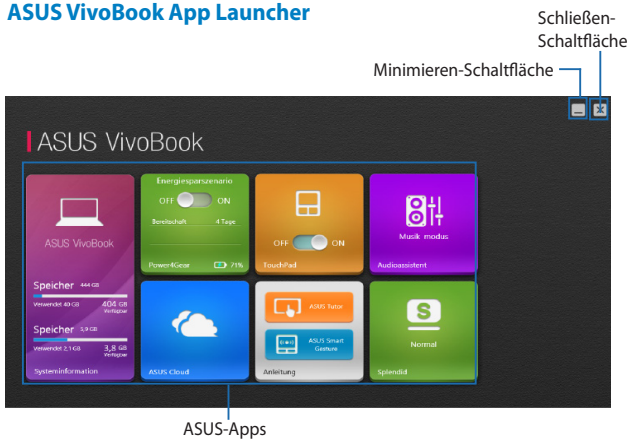 ASUS VivoBook App Launcher
Schließen-
Schaltfläche
Minimieren-Schaltfläche
ASUS VivoBook
ASUS VivoBook
Speicher 444 GB
Verwendet 40 GB 404 GB
Verfügbar
Speicher 5,9 GB
Verwendet 2,1 GB 3,8 GB
Verfügbar
Systeminformation
Energiesparszenario
OFF ON
Bereitschaft 4 Tage
Power4Gear 71%
OFF ON
TouchPad
Musik modus
Audioassistent
ASUS Cloud
ASUS Tutor
ASUS Smart
Gesture
Anleitung
S
Normal
Splendid
ASUS-Apps